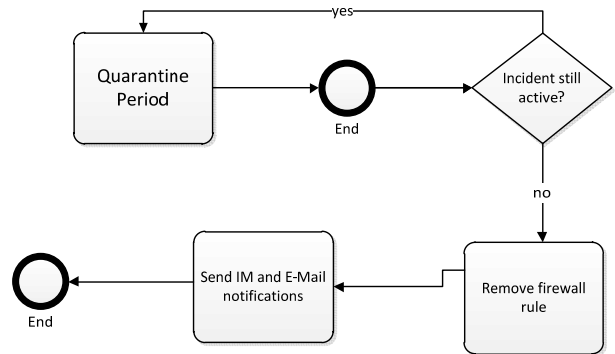 yes
Quarantine
Period
End
Incident still
active?
no
Remove firewall
rule
Send IM and E-Mail
notifications
End